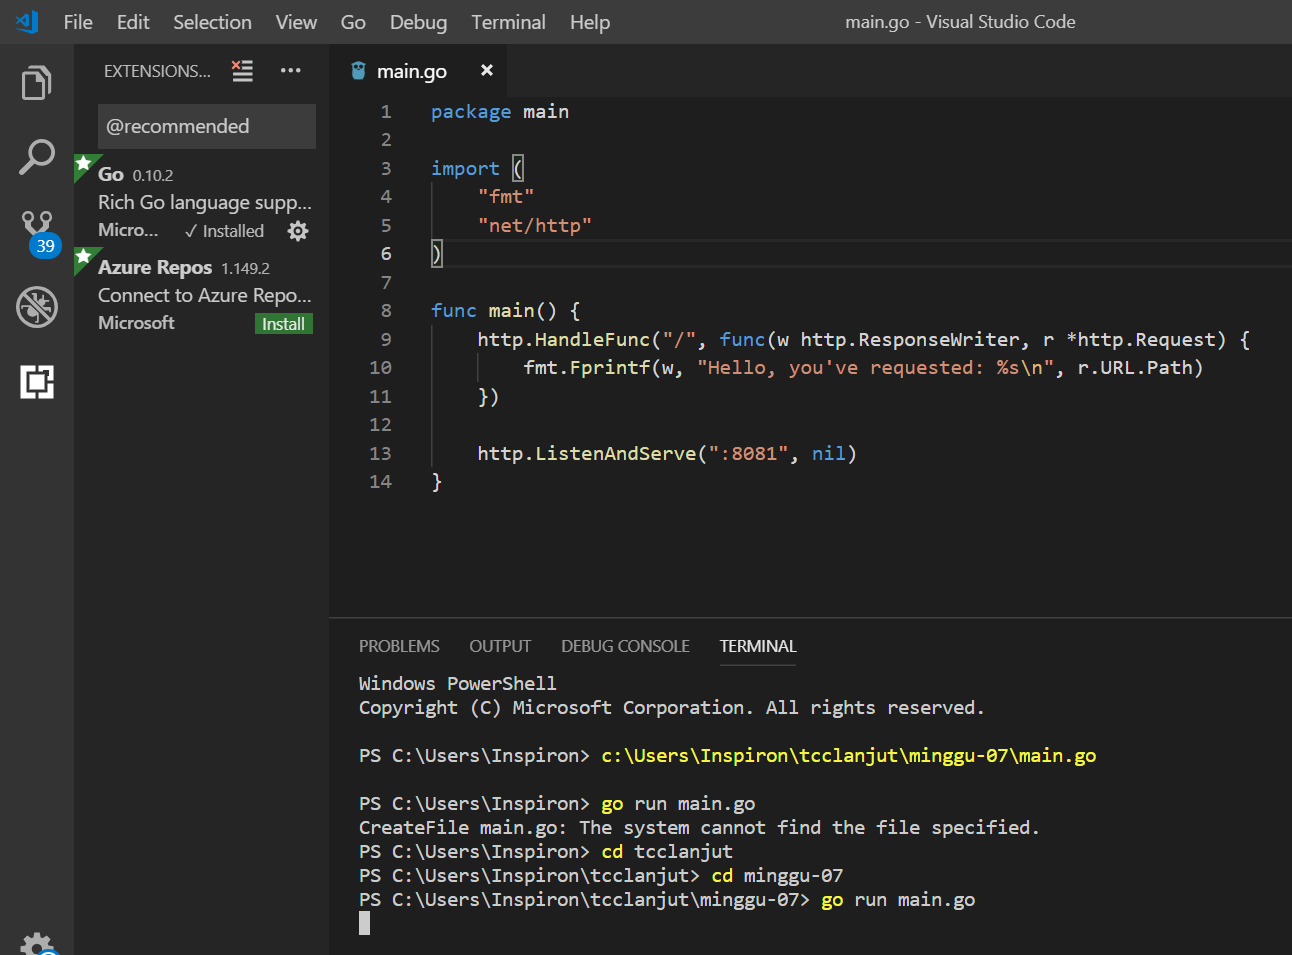 File Edit Selection View Go Debug Terminal Help main.go - Visual Studio Code
EXTENSIONS...
@recommended
Go 0.10.2
Rich Go language supp...
Micro... ✓ Installed
39
Azure Repos 1.149.2
Connect to Azure Repo...
Microsoft Install
main.go ×
1 package main
2
3 import (
4 "fmt"
5 "net/http"
6 )
7
8 func main() {
9 http.HandleFunc("/", func(w http.ResponseWriter, r *http.Request) {
10 fmt.Fprintf(w, "Hello, you've requested: %s\n", r.URL.Path)
11 })
12
13 http.ListenAndServe(":8081", nil)
14 }
PROBLEMS OUTPUT DEBUG CONSOLE TERMINAL
Windows PowerShell
Copyright (C) Microsoft Corporation. All rights reserved.
PS C:\Users\Inspiron> c:\Users\Inspiron\tcclanjut\minggu-07\main.go
PS C:\Users\Inspiron> go run main.go
CreateFile main.go: The system cannot find the file specified.
PS C:\Users\Inspiron> cd tcclanjut
PS C:\Users\Inspiron\tcclanjut> cd minggu-07
PS C:\Users\Inspiron\tcclanjut\minggu-07> go run main.go